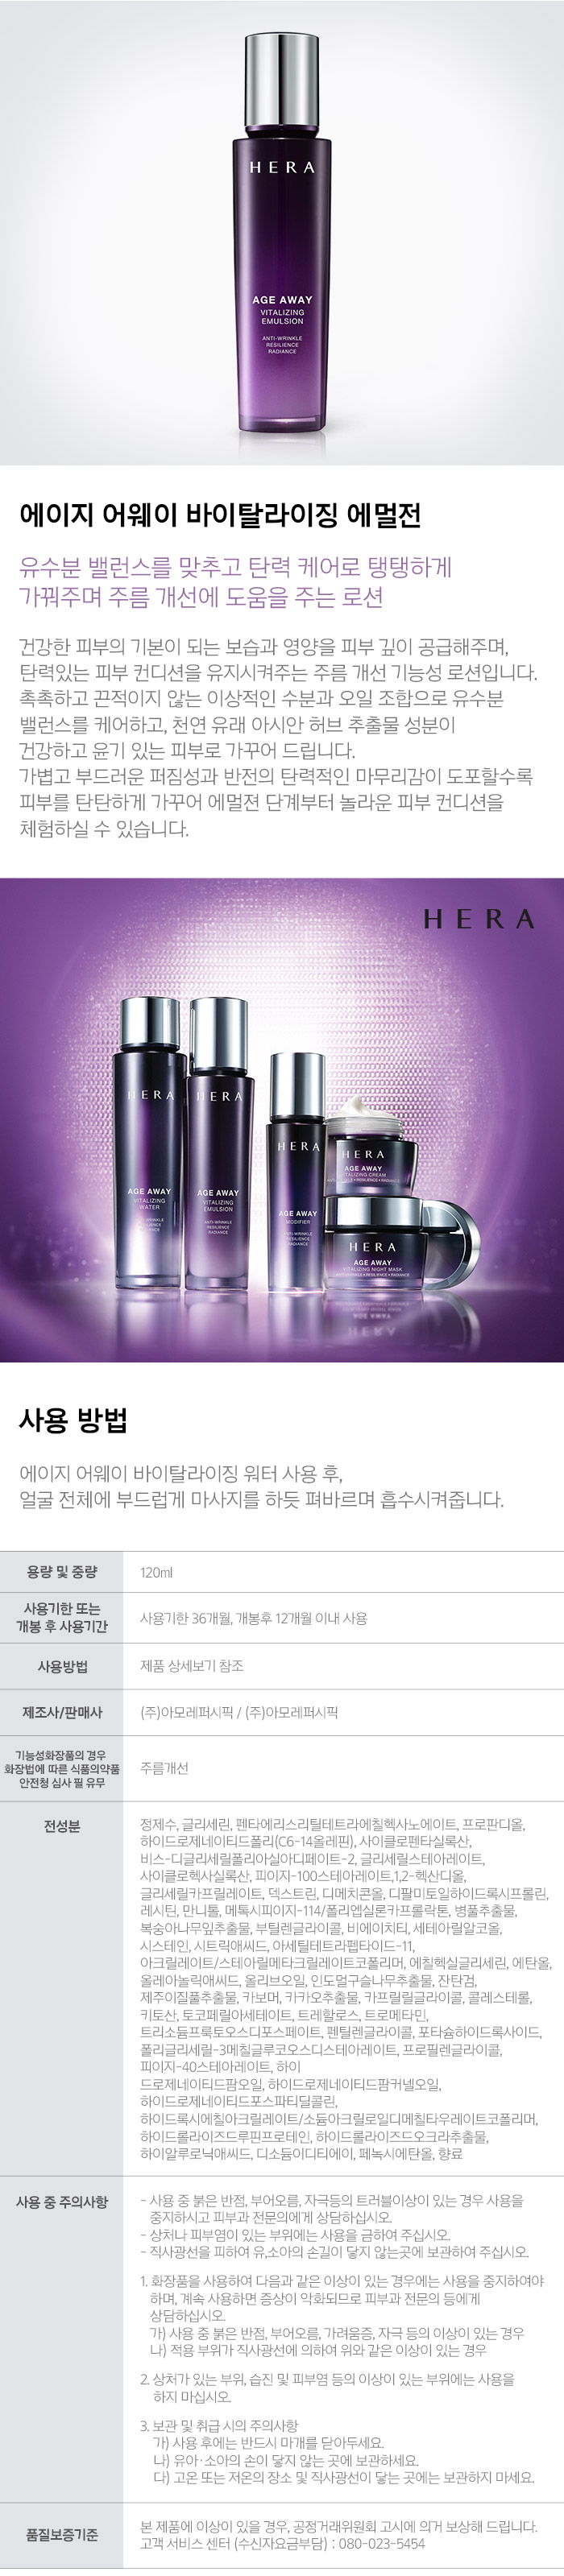 HERA
AGE AWAY
VITALIZING
EMULSION
ANTI-WRINKLE
RESILIENCE
RADIANCE
에이지 어웨이 바이탈라이징 에멀전
유수분 밸런스를 맞추고 탄력 케어로 탱탱하게
가꿔주며 주름 개선에 도움을 주는 로션
건강한 피부의 기본이 되는 보습과 영양을 피부 깊이 공급해주며,
탄력있는 피부 컨디션을 유지시켜주는 주름 개선 기능성 로션입니다.
촉촉하고 끈적이지 않는 이상적인 수분과 오일 조합으로 유수분
밸런스를 케어하고, 천연 유래 아시안 허브 추출물 성분이
건강하고 윤기 있는 피부로 가꾸어 드립니다.
가볍고 부드러운 퍼짐성과 반전의 탄력적인 마무리감이 도포할수록
피부를 탄탄하게 가꾸어 에멀젼 단계부터 놀라운 피부 컨디션을
체험하실 수 있습니다.
HERA
HERA
AGE AWAY
VITALIZING
WATER
HERA
AGE AWAY
VITALIZING
EMULSION
ANTI-WRINKLE
RESILIENCE
RADIANCE
HERA
AGE AWAY
MODIFIER
ANTI-WRINKLE
RESILIENCE
RADIANCE
HERA
AGE AWAY
VITALIZING CREAM
HERA
AGE AWAY
VITALIZING NIGHT MASK
ANTI-WRINKLE • RESILIENCE • RADIANCE
사용 방법
에이지 어웨이 바이탈라이징 워터 사용 후,
얼굴 전체에 부드럽게 마사지를 하듯 펴바르며 흡수시켜줍니다.
용량 및 중량
120ml
사용기한 또는
개봉 후 사용기간
사용기한 36개월, 개봉후 12개월 이내 사용
사용방법
제품 상세보기 참조
제조사/판매사
(주)아모레퍼시픽 / (주)아모레퍼시픽
기능성화장품의 경우
화장법에 따른 식품의약품
안전청 심사 필 유무
주름개선
전성분
정제수, 글리세린, 펜타에리스리틸테트라에칠헥사노에이트, 프로판디올,
하이드로제네이티드폴리(C6-14올레핀), 사이클로펜타실록산,
비스-디글리세릴폴리아실아디페이트-2, 글리세릴스테아레이트,
사이클로헥사실록산, 피이지-100스테아레이트,1,2-헥산디올,
글리세릴카프릴레이트, 덱스트린, 디메치콘올, 디팔미토일하이드록시프롤린,
레시틴, 만니톨, 메톡시피이지-114/폴리엡실론카프롤락톤, 병풀추출물,
복숭아나무잎추출물, 부틸렌글라이콜, 비에이치티, 세테아릴알코올,
시스테인, 시트릭애씨드, 아세틸테트라펩타이드-11,
아크릴레이트/스테아릴메타크릴레이트코폴리머, 에칠헥실글리세린, 에탄올,
올레아놀릭애씨드, 올리브오일, 인도멀구슬나무추출물, 잔탄검,
제주이질풀추출물, 카보머, 카카오추출물, 카프릴릴글라이콜, 콜레스테롤,
키토산, 토코페릴아세테이트, 트레할로스, 트로메타민,
트리소듐프룩토오스디포스페이트, 펜틸렌글라이콜, 포타슘하이드록사이드,
폴리글리세릴-3메칠글루코오스디스테아레이트, 프로필렌글라이콜,
피이지-40스테아레이트, 하이
드로제네이티드팜오일, 하이드로제네이티드팜커넬오일,
하이드로제네이티드포스파티딜콜린,
하이드록시에칠아크릴레이트/소듐아크릴로일디메칠타우레이트코폴리머,
하이드롤라이즈드루핀프로테인, 하이드롤라이즈드오크라추출물,
하이알루로닉애씨드, 디소듐이디티에이, 페녹시에탄올, 향료
사용 중 주의사항
- 사용 중 붉은 반점, 부어오름, 자극등의 트러블이상이 있는 경우 사용을
중지하시고 피부과 전문의에게 상담하십시오.
- 상처나 피부염이 있는 부위에는 사용을 금하여 주십시오.
- 직사광선을 피하여 유,소아의 손길이 닿지 않는곳에 보관하여 주십시오.
1. 화장품을 사용하여 다음과 같은 이상이 있는 경우에는 사용을 중지하여야
하며, 계속 사용하면 증상이 악화되므로 피부과 전문의 등에게
상담하십시오.
가) 사용 중 붉은 반점, 부어오름, 가려움증, 자극 등의 이상이 있는 경우
나) 적용 부위가 직사광선에 의하여 위와 같은 이상이 있는 경우
2. 상처가 있는 부위, 습진 및 피부염 등의 이상이 있는 부위에는 사용을
하지 마십시오.
3. 보관 및 취급 시의 주의사항
가) 사용 후에는 반드시 마개를 닫아두세요.
나) 유아·소아의 손이 닿지 않는 곳에 보관하세요.
다) 고온 또는 저온의 장소 및 직사광선이 닿는 곳에는 보관하지 마세요.
품질보증기준
본 제품에 이상이 있을 경우, 공정거래위원회 고시에 의거 보상해 드립니다.
고객 서비스 센터 (수신자요금부담) : 080-023-5454